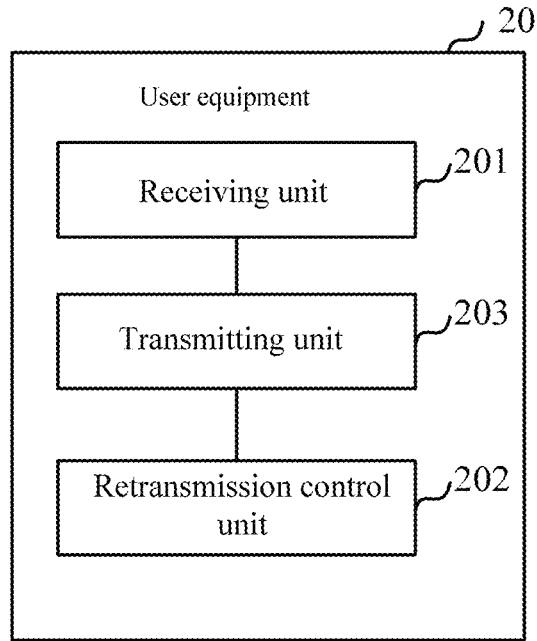 20
User equipment
201
Receiving unit
203
Transmitting unit
202
Retransmission control
unit